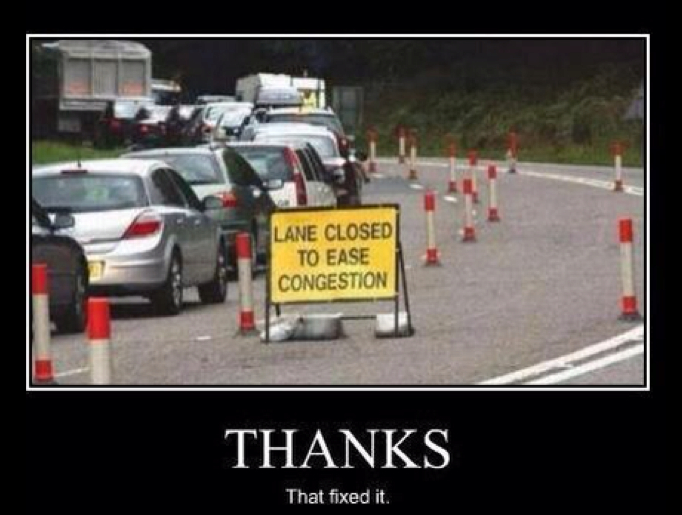 LANE CLOSED
TO EASE
CONGESTION
THANKS
That fixed it.